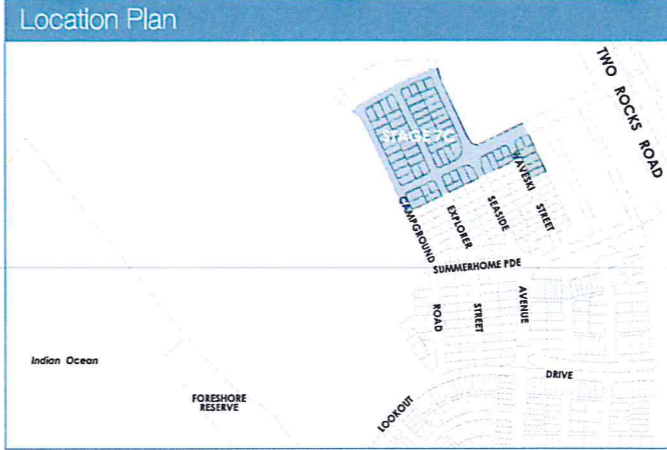 Location Plan
TWO ROCKS ROAD
STAGE 7C
WAVESKI
STREET
CAMPGROUND
EXPLORER
SEASIDE
SUMMERHOME PDE
ROAD
STREET
AVENUE
Indian Ocean
DRIVE
FORESHORE
RESERVE
LOOKOUT